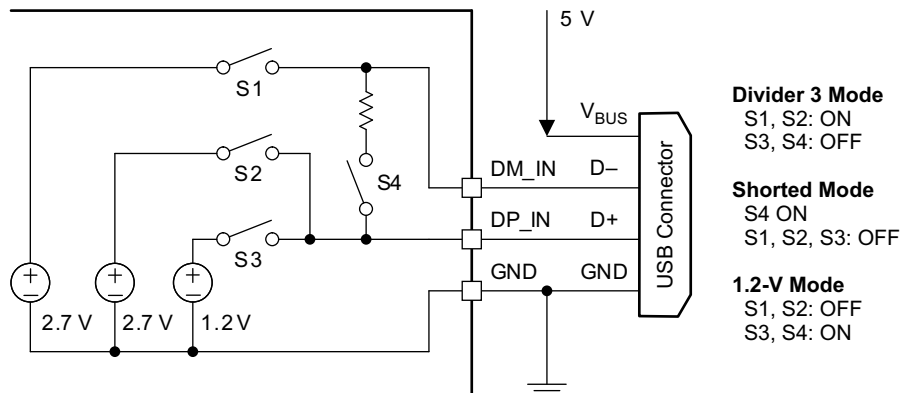 5 V
S1
V_BUS
S2
S4
DM_IN
D–
S3
DP_IN
D+
GND
GND
+
–
2.7 V
+
–
2.7 V
+
–
1.2 V
USB Connector
Divider 3 Mode
S1, S2: ON
S3, S4: OFF
Shorted Mode
S4 ON
S1, S2, S3: OFF
1.2-V Mode
S1, S2: OFF
S3, S4: ON